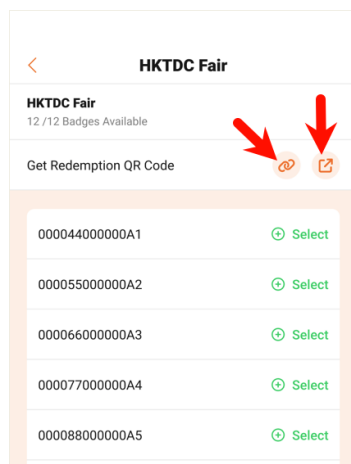 HKTDC Fair
HKTDC Fair
12 /12 Badges Available
Get Redemption QR Code
000044000000A1 Select
000055000000A2 Select
000066000000A3 Select
000077000000A4 Select
000088000000A5 Select